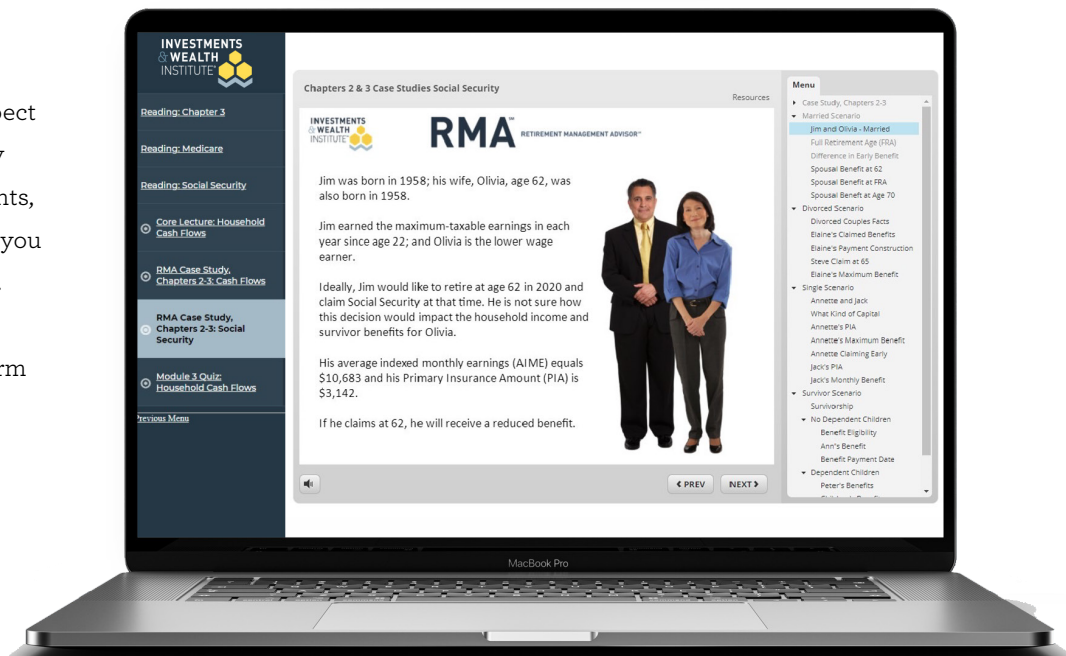 pect
nts,
you
rm
INVESTMENTS
& WEALTH
INSTITUTE®
Reading: Chapter 3
Reading: Medicare
Reading: Social Security
Core Lecture: Household
Cash Flows
RMA Case Study,
Chapters 2-3: Cash Flows
RMA Case Study,
Chapters 2-3: Social
Security
Module 3 Quiz:
Household Cash Flows
Previous Menu
Chapters 2 & 3 Case Studies Social Security
Resources
INVESTMENTS
& WEALTH
INSTITUTE®
RMA™
RETIREMENT MANAGEMENT ADVISOR℠
Jim was born in 1958; his wife, Olivia, age 62, was
also born in 1958.
Jim earned the maximum-taxable earnings in each
year since age 22; and Olivia is the lower wage
earner.
Ideally, Jim would like to retire at age 62 in 2020 and
claim Social Security at that time. He is not sure how
this decision would impact the household income and
survivor benefits for Olivia.
His average indexed monthly earnings (AIME) equals
$10,683 and his Primary Insurance Amount (PIA) is
$3,142.
If he claims at 62, he will receive a reduced benefit.
PREV
NEXT
Menu
Case Study, Chapters 2-3
Married Scenario
Jim and Olivia - Married
Full Retirement Age (FRA)
Difference in Early Benefit
Spousal Benefit at 62
Spousal Benefit at FRA
Spousal Beneft at Age 70
Divorced Scenario
Divorced Couples Facts
Elaine's Claimed Benefits
Elaine's Payment Construction
Steve Claim at 65
Elaine's Maximum Benefit
Single Scenario
Annette and Jack
What Kind of Capital
Annette's PIA
Annette's Maximum Benefit
Annette Claiming Early
Jack's PIA
Jack's Monthly Benefit
Survivor Scenario
Survivorship
No Dependent Children
Benefit Eligibility
Ann's Benefit
Benefit Payment Date
Dependent Children
Peter's Benefits
MacBook Pro